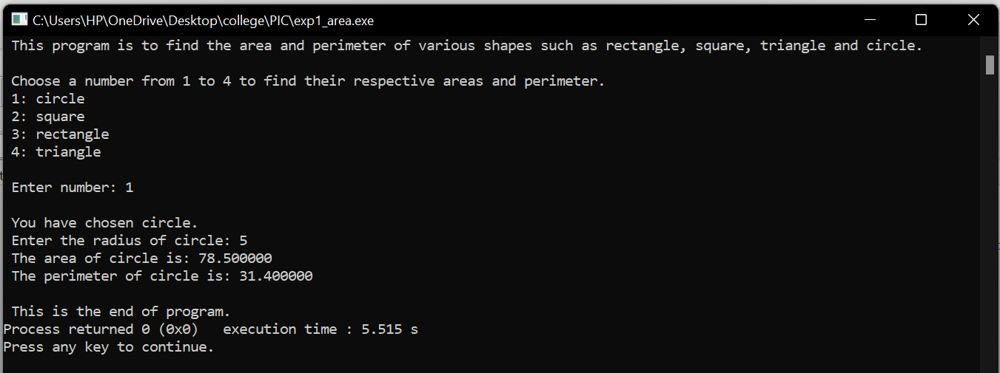 C:\Users\HP\OneDrive\Desktop\college\PIC\exp1_area.exe
This program is to find the area and perimeter of various shapes such as rectangle, square, triangle and circle.
Choose a number from 1 to 4 to find their respective areas and perimeter.
1: circle
2: square
3: rectangle
4: triangle
Enter number: 1
You have chosen circle.
Enter the radius of circle: 5
The area of circle is: 78.500000
The perimeter of circle is: 31.400000
This is the end of program.
Process returned 0 (0x0)   execution time : 5.515 s
Press any key to continue.